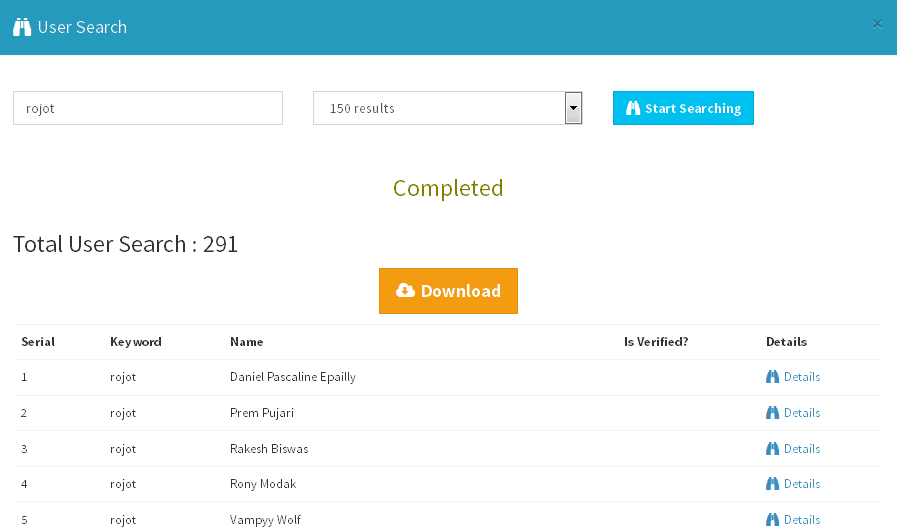 User Search
×
rojot
150 results
Start Searching
Completed
Total User Search : 291
Download
Serial Keyword Name Is Verified? Details
1 rojot Daniel Pascaline Epailly Details
2 rojot Prem Pujari Details
3 rojot Rakesh Biswas Details
4 rojot Rony Modak Details
5 rojot Vampyy Wolf Details